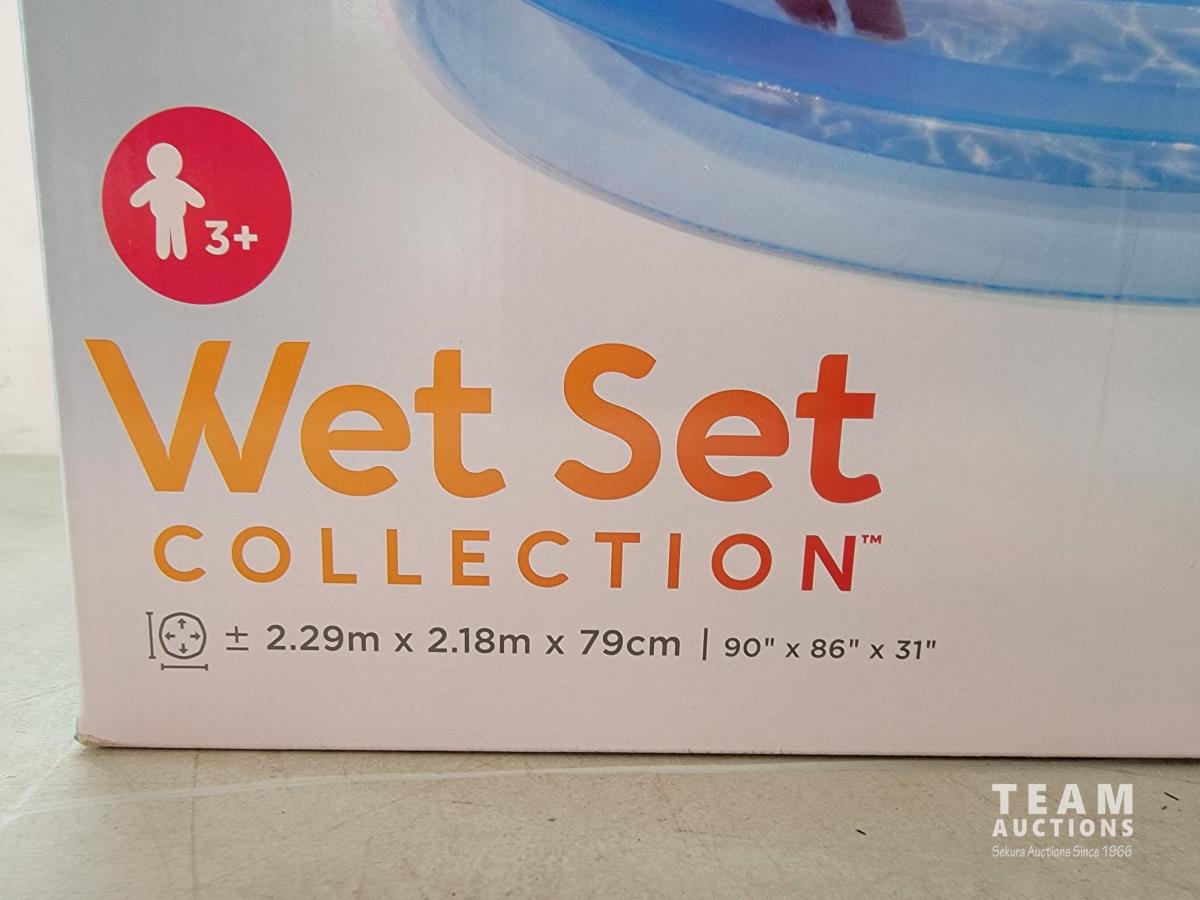 3+
Wet Set
COLLECTION™
± 2.29m x 2.18m x 79cm | 90" x 86" x 31"
TEAM
AUCTIONS
Sekura Auctions Since 1966